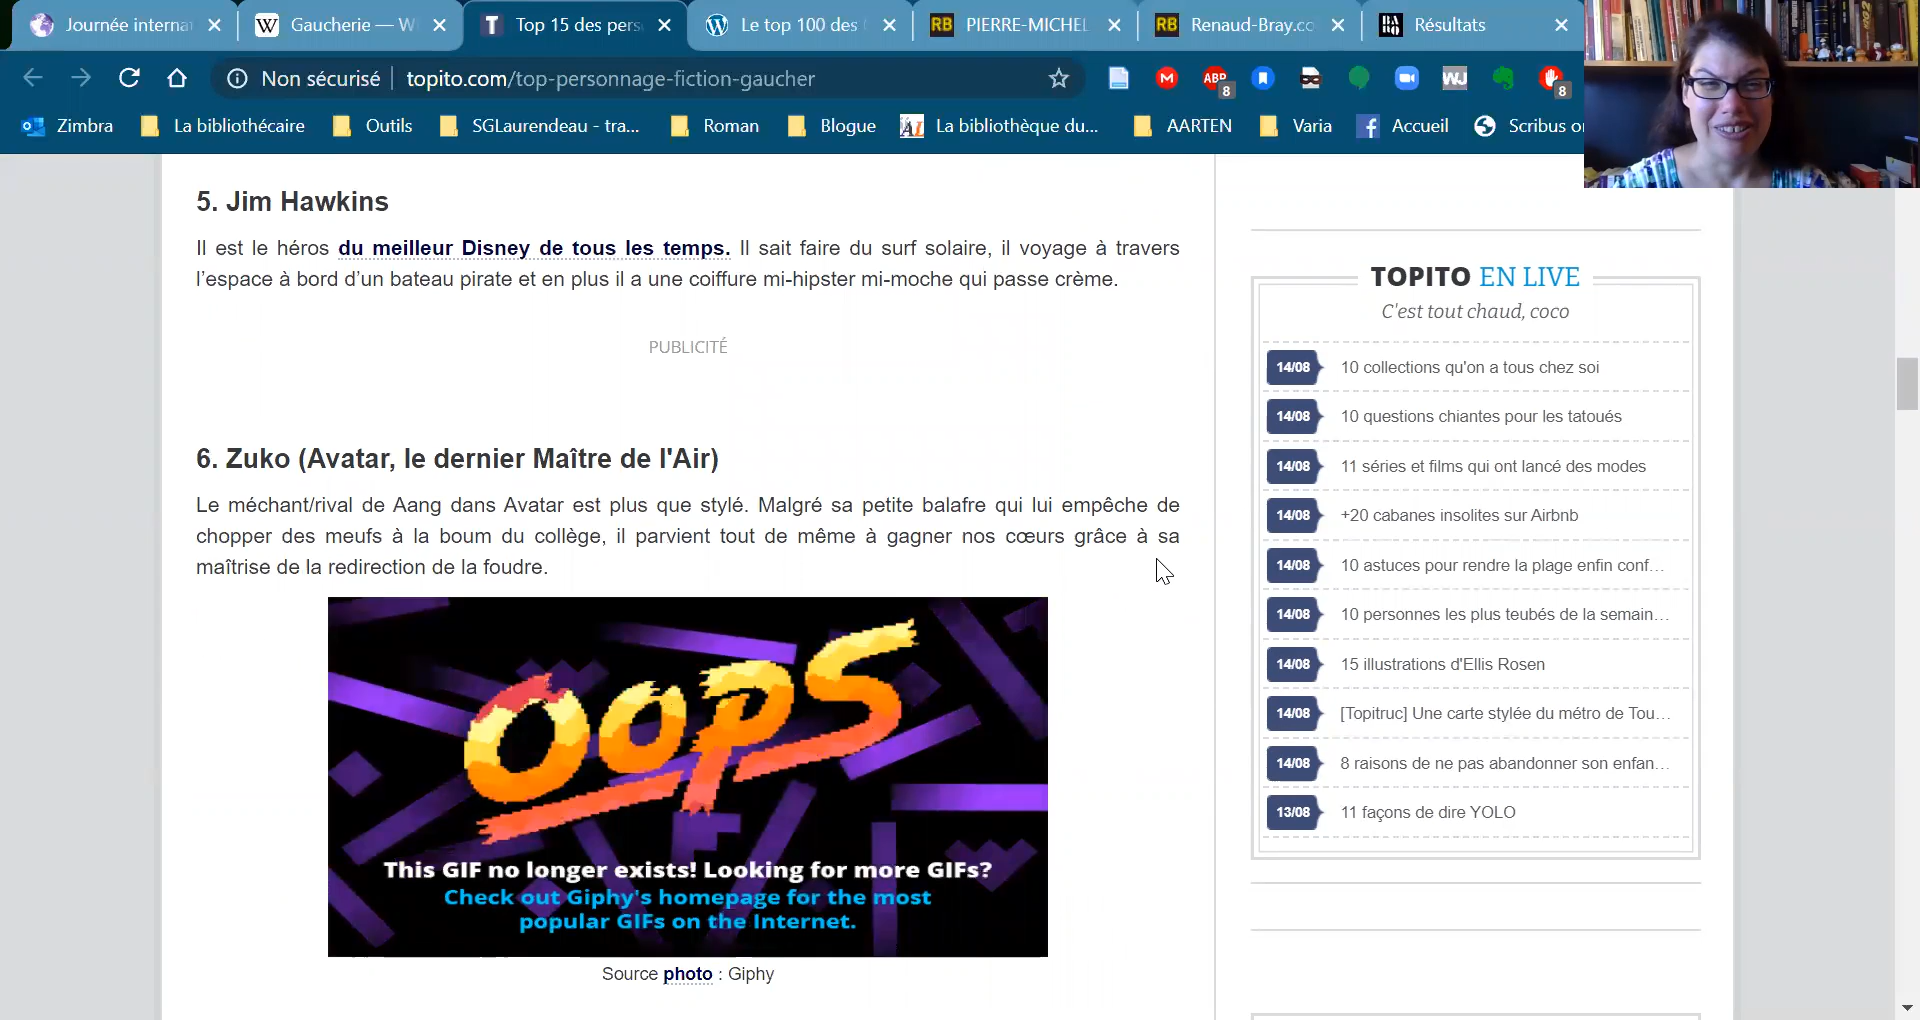 Journée interna
Gaucherie — W
Top 15 des pers
Le top 100 des
PIERRE-MICHEL
Renaud-Bray.co
Résultats
Non sécurisé
topito.com/top-personnage-fiction-gaucher
ABP
8
WJ
8
Zimbra
La bibliothécaire
Outils
SGLaurendeau - tra...
Roman
Blogue
La bibliothèque du...
AARTEN
Varia
Accueil
Scribus o
5. Jim Hawkins
Il est le héros du meilleur Disney de tous les temps. Il sait faire du surf solaire, il voyage à travers
l'espace à bord d'un bateau pirate et en plus il a une coiffure mi-hipster mi-moche qui passe crème.
PUBLICITÉ
6. Zuko (Avatar, le dernier Maître de l'Air)
Le méchant/rival de Aang dans Avatar est plus que stylé. Malgré sa petite balafre qui lui empêche de
chopper des meufs à la boum du collège, il parvient tout de même à gagner nos cœurs grâce à sa
maîtrise de la redirection de la foudre.
OOPS
This GIF no longer exists! Looking for more GIFs?
Check out Giphy's homepage for the most
popular GIFs on the Internet.
Source photo : Giphy
TOPITO EN LIVE
C'est tout chaud, coco
14/08 10 collections qu'on a tous chez soi
14/08 10 questions chiantes pour les tatoués
14/08 11 séries et films qui ont lancé des modes
14/08 +20 cabanes insolites sur Airbnb
14/08 10 astuces pour rendre la plage enfin conf...
14/08 10 personnes les plus teubés de la semain...
14/08 15 illustrations d'Ellis Rosen
14/08 [Topitruc] Une carte stylée du métro de Tou...
14/08 8 raisons de ne pas abandonner son enfan...
13/08 11 façons de dire YOLO